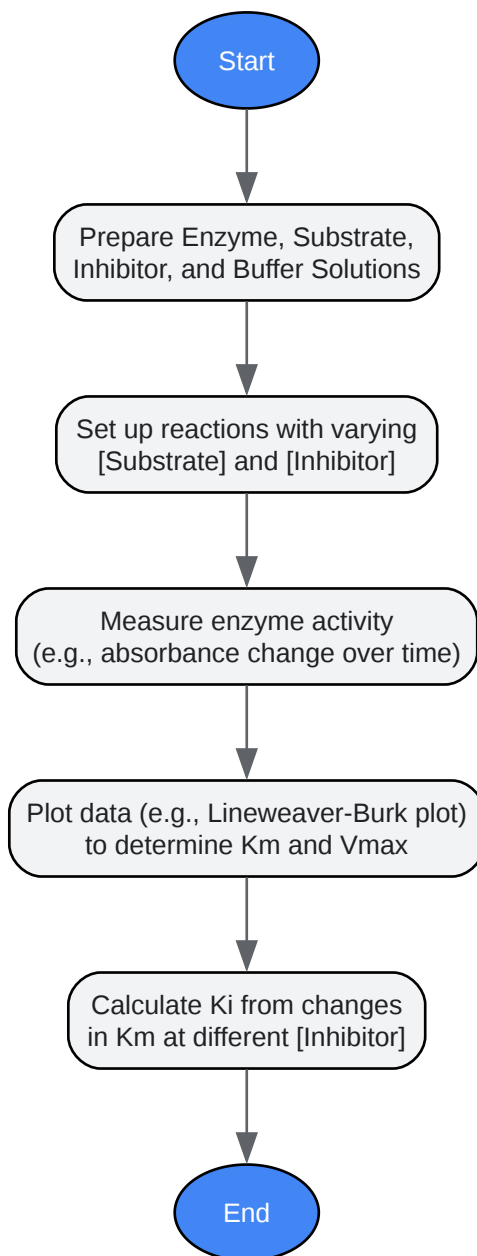 Start
Prepare Enzyme, Substrate,
Inhibitor, and Buffer Solutions
Set up reactions with varying
[Substrate] and [Inhibitor]
Measure enzyme activity
(e.g., absorbance change over time)
Plot data (e.g., Lineweaver-Burk plot)
to determine Km and Vmax
Calculate Ki from changes
in Km at different [Inhibitor]
End